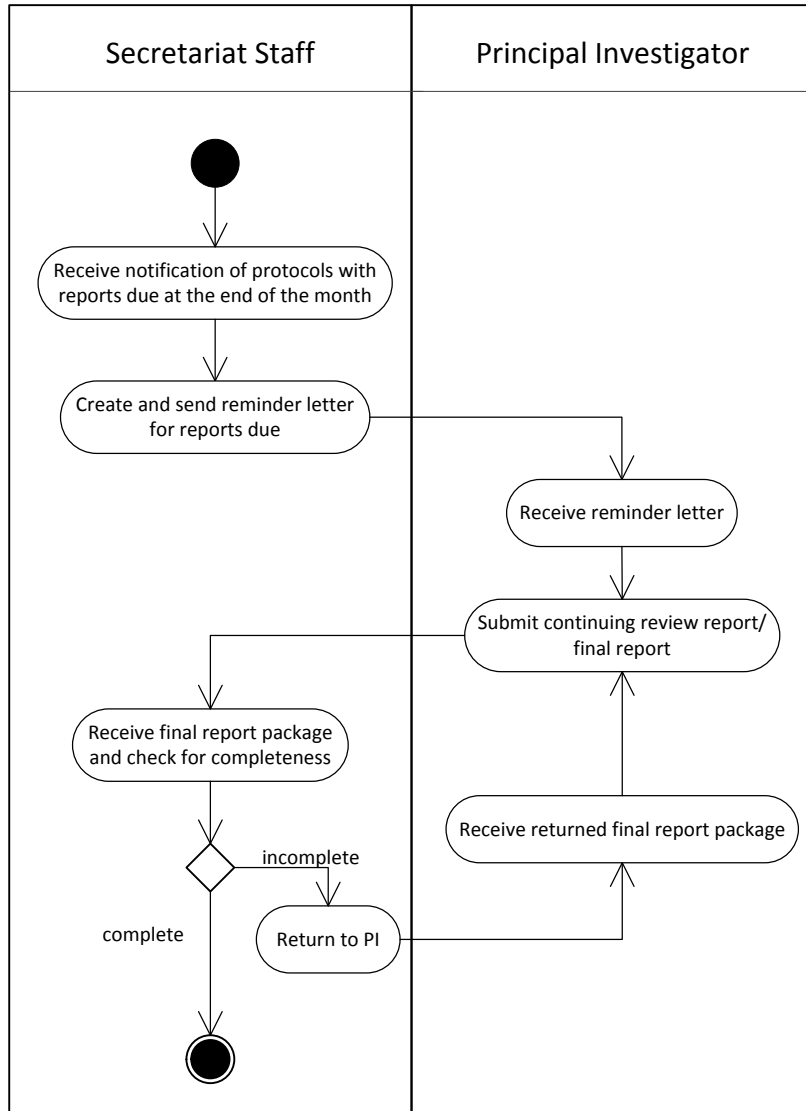 Secretariat Staff
Principal Investigator
Receive notification of protocols with
reports due at the end of the month
Create and send reminder letter
for reports due
Receive reminder letter
Submit continuing review report/
final report
Receive final report package
and check for completeness
Receive returned final report package
incomplete
complete
Return to PI